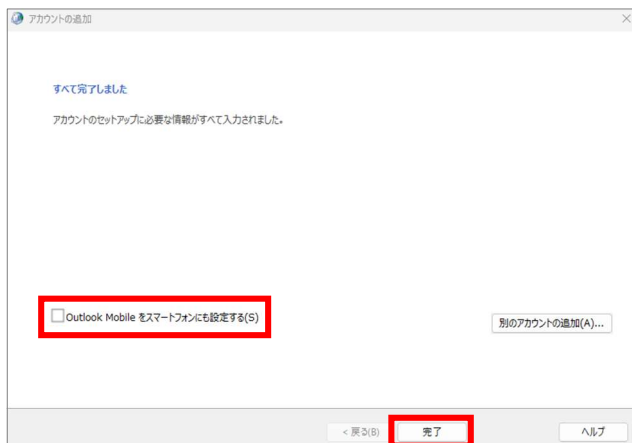 アカウントの追加
すべて完了しました
アカウントのセットアップに必要な情報がすべて入力されました。
Outlook Mobile をスマートフォンにも設定する(S)
別のアカウントの追加(A)...
< 戻る(B)
完了
ヘルプ